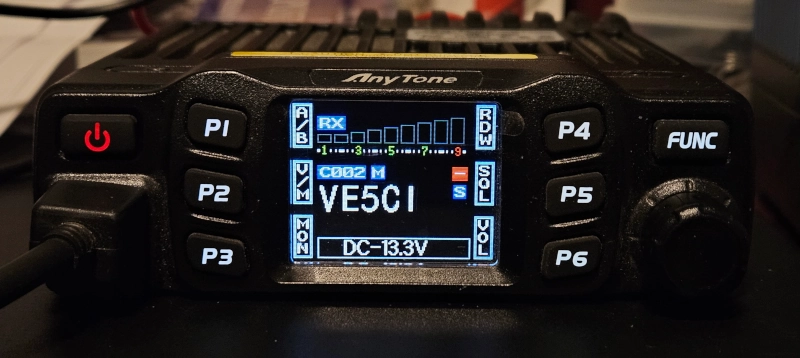 AnyTone
P1
P2
P3
A/B
V/M
MON
RX
1 3 5 7 9
C002 M −
S
VE5CI
DC-13.3V
RDW
SQL
VOL
P4
P5
P6
FUNC